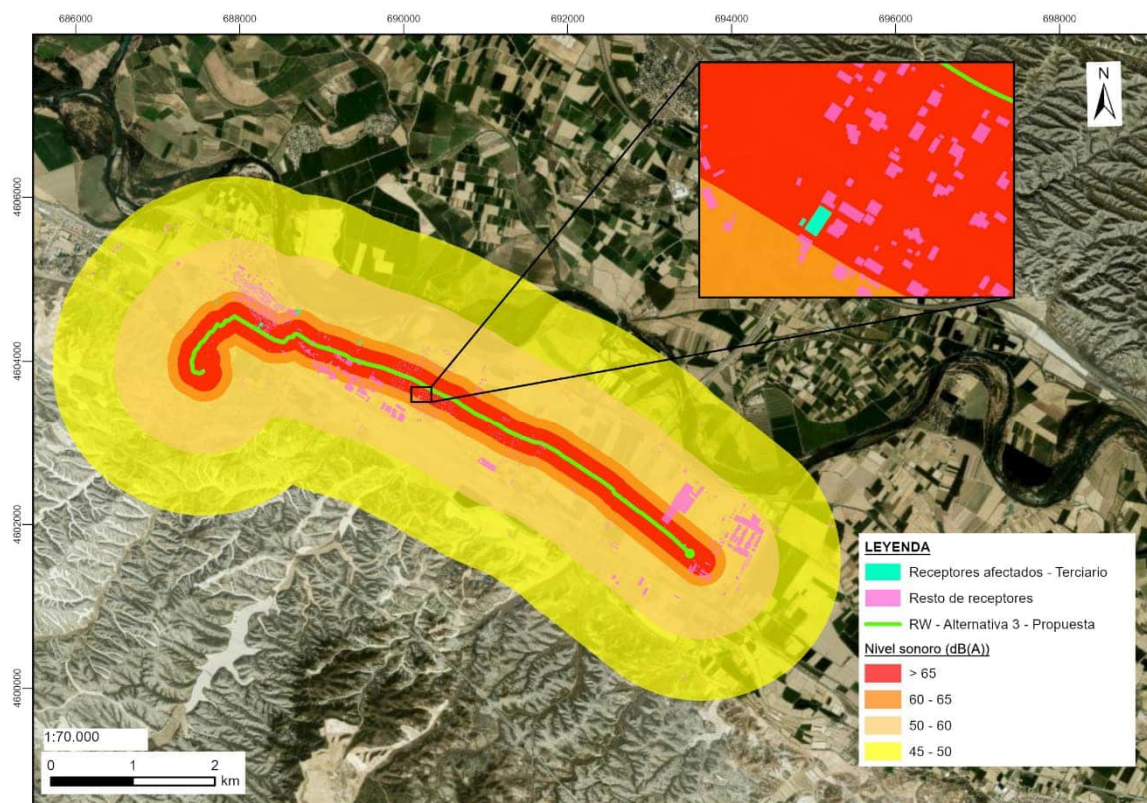 686000 688000 690000 692000 694000 696000 698000
4606000
4604000
4602000
4600000
N
LEYENDA
Receptores afectados - Terciario
Resto de receptores
RW - Alternativa 3 - Propuesta
Nivel sonoro (dB(A))
> 65
60 - 65
50 - 60
45 - 50
1:70.000
0 1 2
km